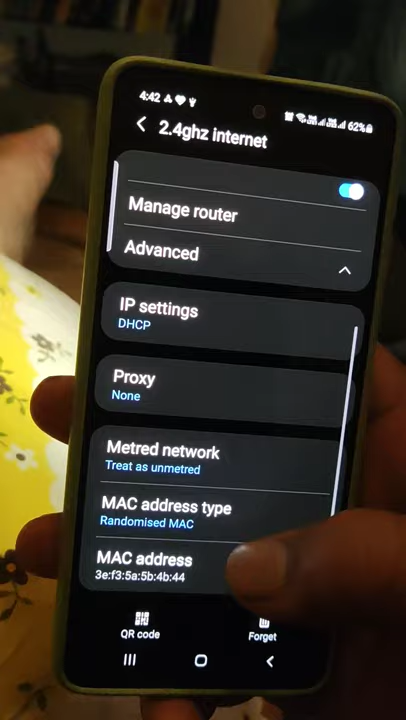 4:42
62%
2.4ghz internet
Manage router
Advanced
IP settings
DHCP
Proxy
None
Metred network
Treat as unmetred
MAC address type
Randomised MAC
MAC address
3e:f3:5a:5b:4b:44
QR code
Forget